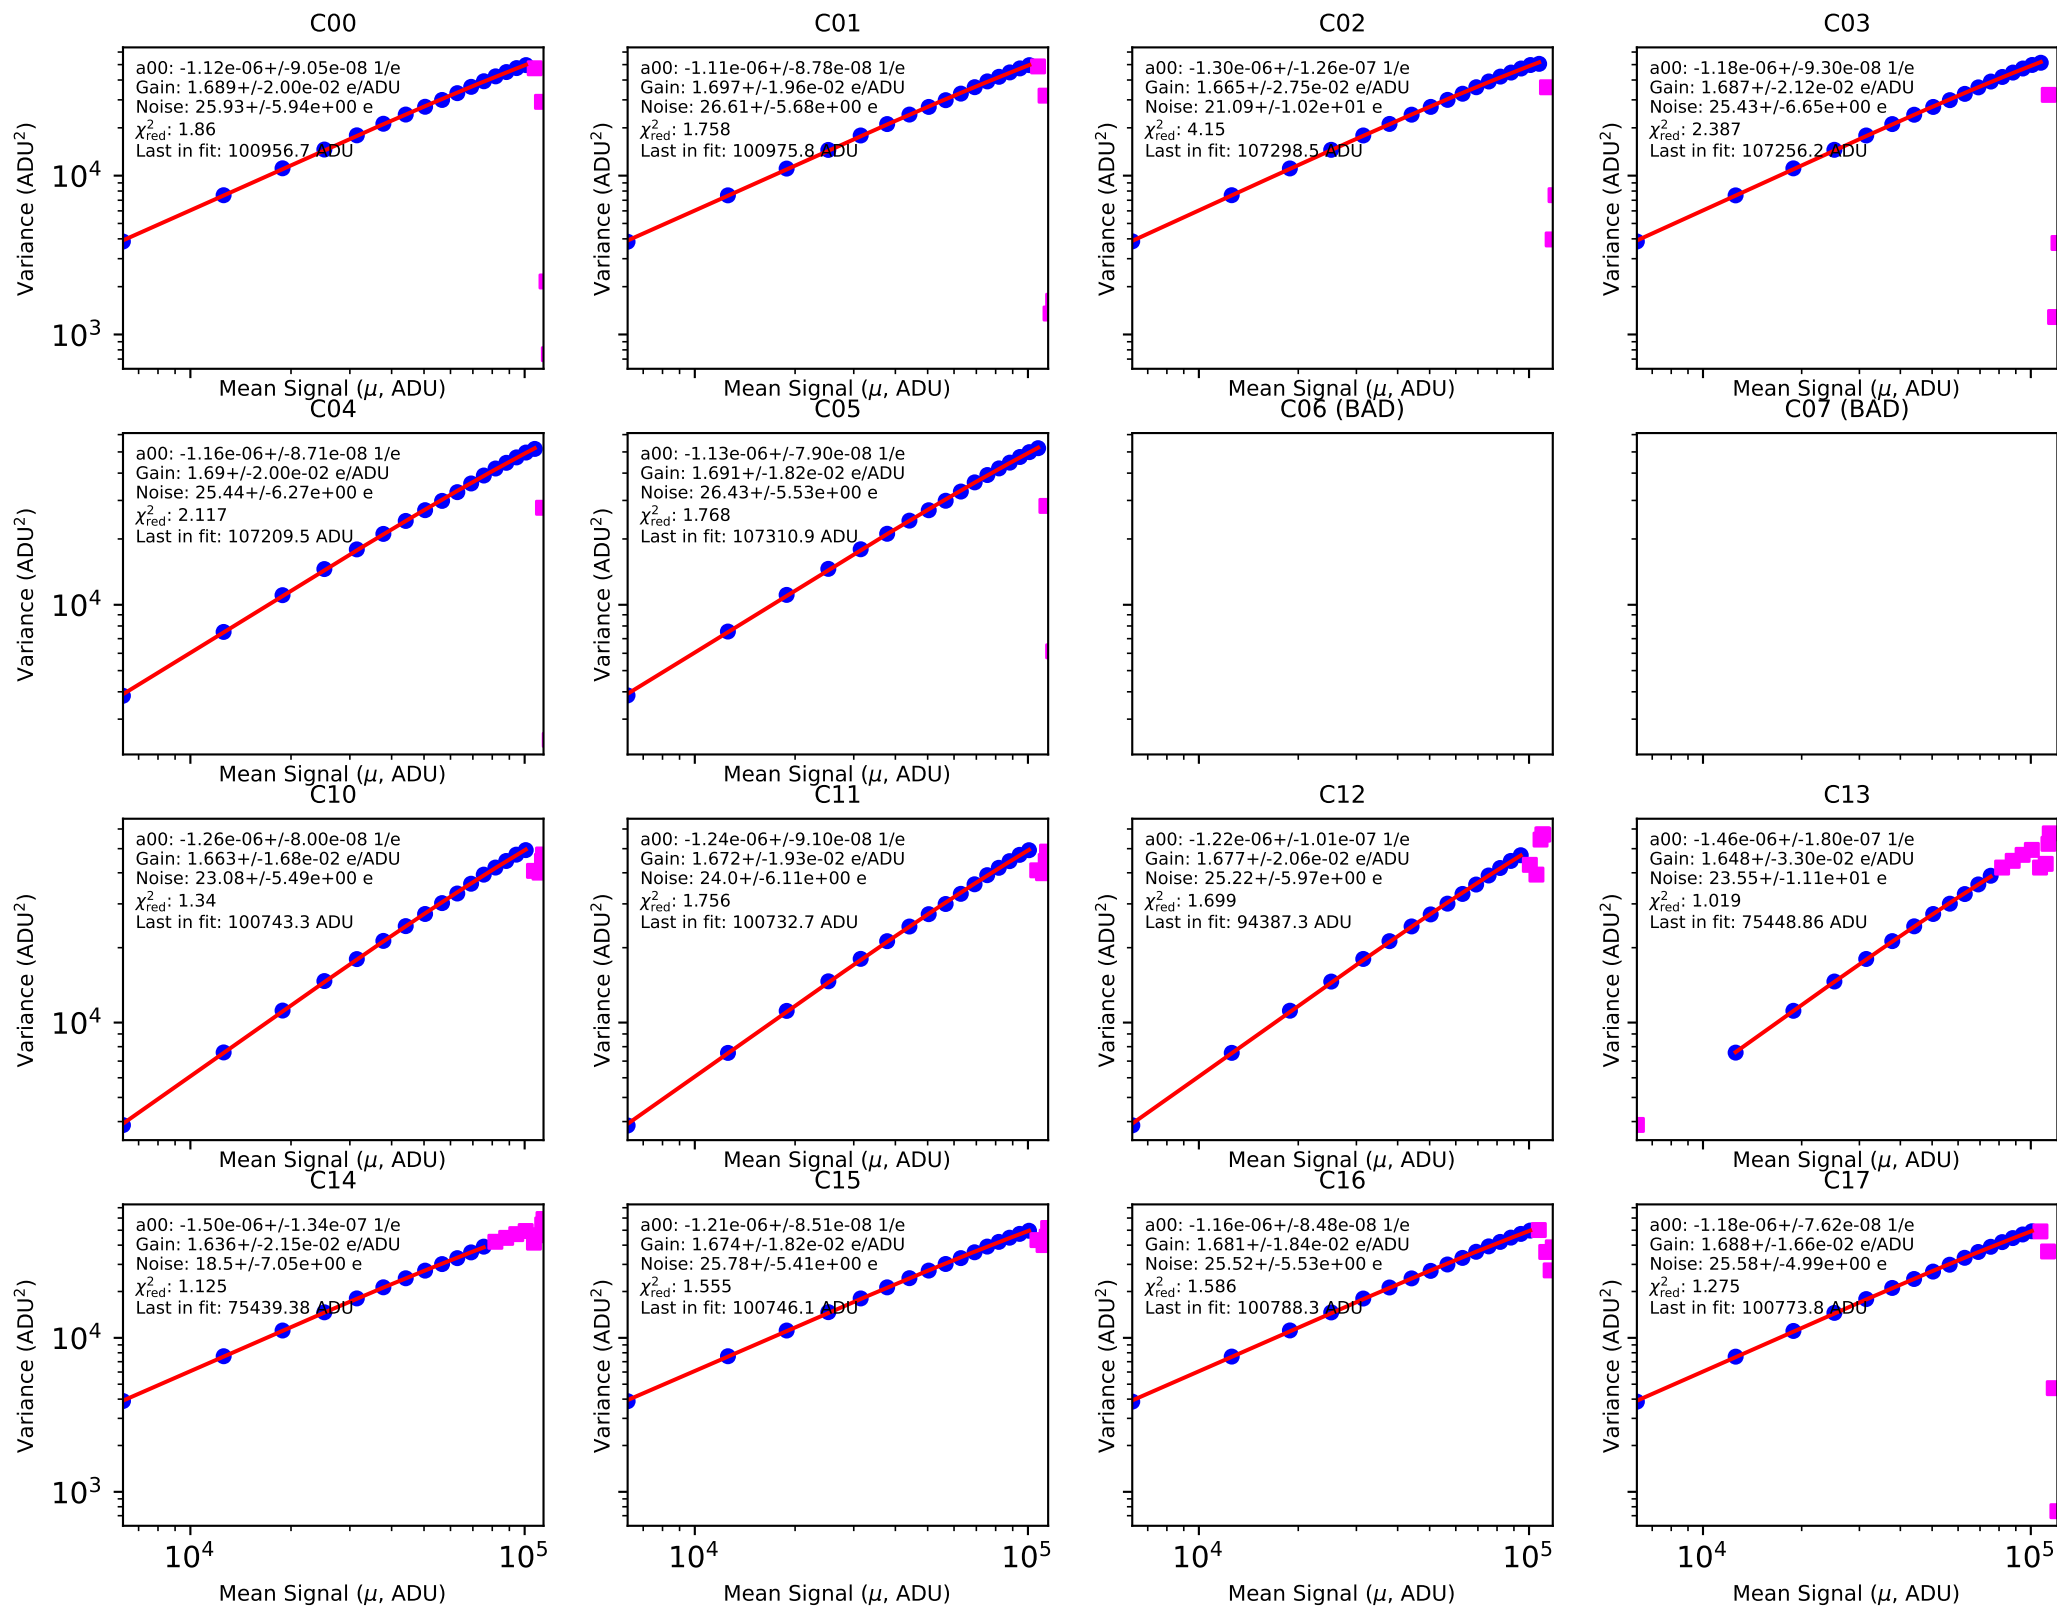 C00
a00: -1.12e-06+/-9.05e-08 1/e
Gain: 1.689+/-2.00e-02 e/ADU
Noise: 25.93+/-5.94e+00 e
χ²red: 1.86
Last in fit: 100956.7 ADU
Variance (ADU²)
10⁴
10³
Mean Signal (μ, ADU)
C01
a00: -1.11e-06+/-8.78e-08 1/e
Gain: 1.697+/-1.96e-02 e/ADU
Noise: 26.61+/-5.68e+00 e
χ²red: 1.758
Last in fit: 100975.8 ADU
Variance (ADU²)
Mean Signal (μ, ADU)
C02
a00: -1.30e-06+/-1.26e-07 1/e
Gain: 1.665+/-2.75e-02 e/ADU
Noise: 21.09+/-1.02e+01 e
χ²red: 4.15
Last in fit: 107298.5 ADU
Variance (ADU²)
Mean Signal (μ, ADU)
C03
a00: -1.18e-06+/-9.30e-08 1/e
Gain: 1.687+/-2.12e-02 e/ADU
Noise: 25.43+/-6.65e+00 e
χ²red: 2.387
Last in fit: 107256.2 ADU
Variance (ADU²)
Mean Signal (μ, ADU)
C04
a00: -1.16e-06+/-8.71e-08 1/e
Gain: 1.69+/-2.00e-02 e/ADU
Noise: 25.44+/-6.27e+00 e
χ²red: 2.117
Last in fit: 107209.5 ADU
Variance (ADU²)
10⁴
Mean Signal (μ, ADU)
C05
a00: -1.13e-06+/-7.90e-08 1/e
Gain: 1.691+/-1.82e-02 e/ADU
Noise: 26.43+/-5.53e+00 e
χ²red: 1.768
Last in fit: 107310.9 ADU
Variance (ADU²)
Mean Signal (μ, ADU)
C06 (BAD)
C07 (BAD)
C10
a00: -1.26e-06+/-8.00e-08 1/e
Gain: 1.663+/-1.68e-02 e/ADU
Noise: 23.08+/-5.49e+00 e
χ²red: 1.34
Last in fit: 100743.3 ADU
Variance (ADU²)
10⁴
Mean Signal (μ, ADU)
C11
a00: -1.24e-06+/-9.10e-08 1/e
Gain: 1.672+/-1.93e-02 e/ADU
Noise: 24.0+/-6.11e+00 e
χ²red: 1.756
Last in fit: 100732.7 ADU
Variance (ADU²)
Mean Signal (μ, ADU)
C12
a00: -1.22e-06+/-1.01e-07 1/e
Gain: 1.677+/-2.06e-02 e/ADU
Noise: 25.22+/-5.97e+00 e
χ²red: 1.699
Last in fit: 94387.3 ADU
Variance (ADU²)
Mean Signal (μ, ADU)
C13
a00: -1.46e-06+/-1.80e-07 1/e
Gain: 1.648+/-3.30e-02 e/ADU
Noise: 23.55+/-1.11e+01 e
χ²red: 1.019
Last in fit: 75448.86 ADU
Variance (ADU²)
Mean Signal (μ, ADU)
C14
a00: -1.50e-06+/-1.34e-07 1/e
Gain: 1.636+/-2.15e-02 e/ADU
Noise: 18.5+/-7.05e+00 e
χ²red: 1.125
Last in fit: 75439.38 ADU
Variance (ADU²)
10⁴
10³
10⁴ 10⁵
Mean Signal (μ, ADU)
C15
a00: -1.21e-06+/-8.51e-08 1/e
Gain: 1.674+/-1.82e-02 e/ADU
Noise: 25.78+/-5.41e+00 e
χ²red: 1.555
Last in fit: 100746.1 ADU
Variance (ADU²)
10⁴ 10⁵
Mean Signal (μ, ADU)
C16
a00: -1.16e-06+/-8.48e-08 1/e
Gain: 1.681+/-1.84e-02 e/ADU
Noise: 25.52+/-5.53e+00 e
χ²red: 1.586
Last in fit: 100788.3 ADU
Variance (ADU²)
10⁴ 10⁵
Mean Signal (μ, ADU)
C17
a00: -1.18e-06+/-7.62e-08 1/e
Gain: 1.688+/-1.66e-02 e/ADU
Noise: 25.58+/-4.99e+00 e
χ²red: 1.275
Last in fit: 100773.8 ADU
Variance (ADU²)
10⁴ 10⁵
Mean Signal (μ, ADU)